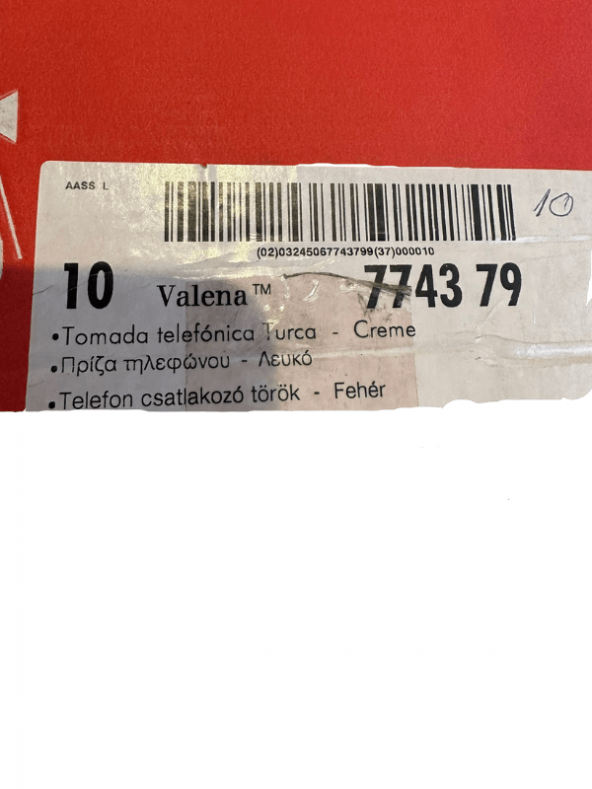 AASS L
10
(02)03245067743799(37)000010
10 Valena™ 7743 79
•Tomada telefónica Turca - Creme
•Πρίζα τηλεφώνου - Λευκό
•Telefon csatlakozó török - Fehér